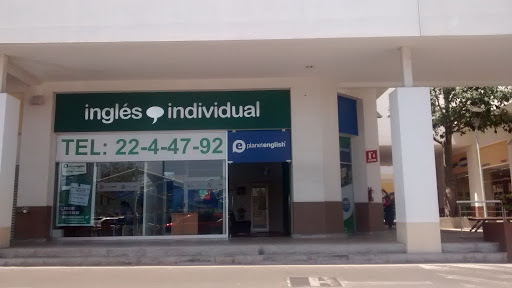 inglés individual
TEL: 22-4-47-92
e planetenglish